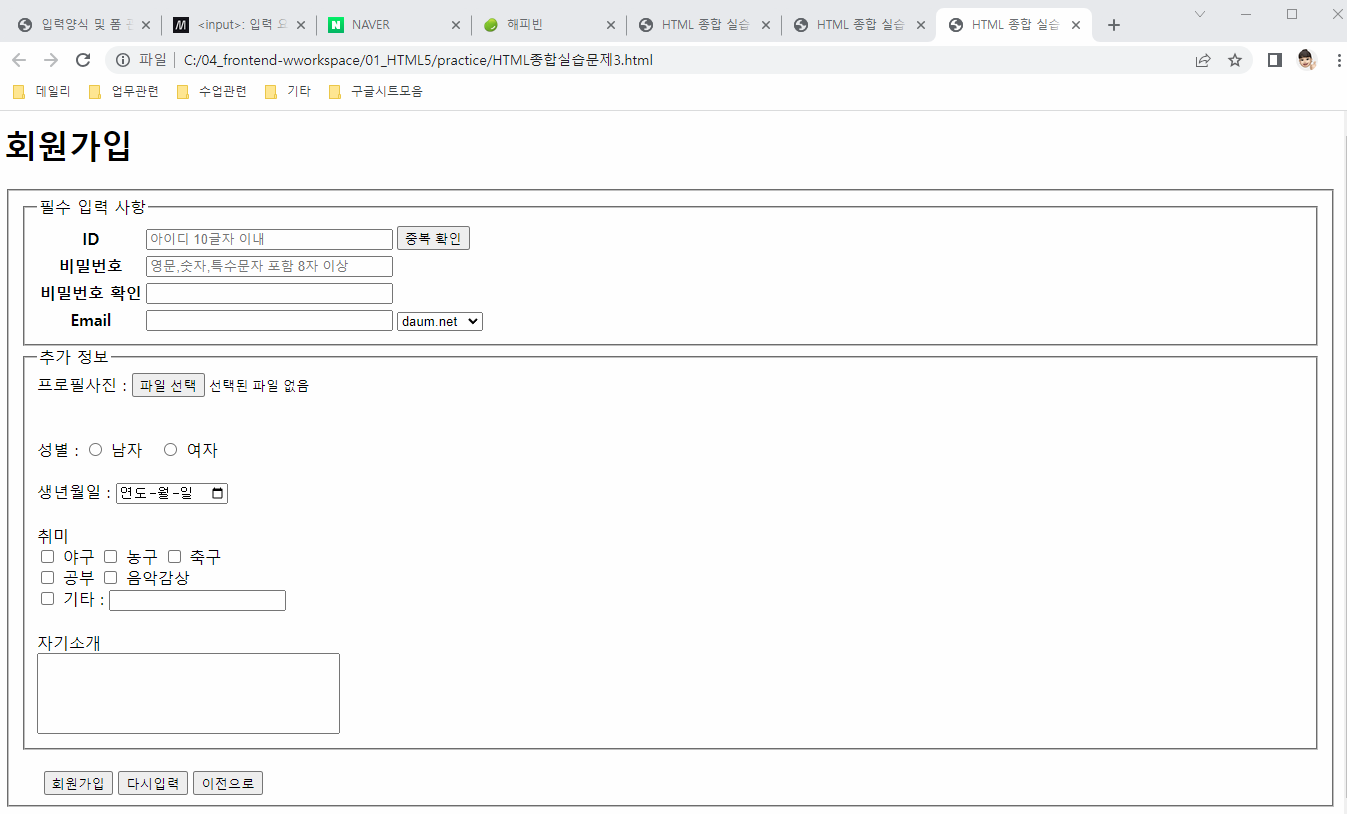 입력양식 및 폼 <input>: 입력 요 NAVER 해피빈 HTML 종합 실습 HTML 종합 실습 HTML 종합 실습
파일 C:/04_frontend-wworkspace/01_HTML5/practice/HTML종합실습문제3.html
데일리 업무관련 수업관련 기타 구글시트모음
회원가입
필수 입력 사항
ID 아이디 10글자 이내 중복 확인
비밀번호 영문,숫자,특수문자 포함 8자 이상
비밀번호 확인
Email daum.net
추가 정보
프로필사진 : 파일 선택 선택된 파일 없음
성별 : 남자 여자
생년월일 : 연도-월-일
취미
야구 농구 축구
공부 음악감상
기타 :
자기소개
회원가입 다시입력 이전으로